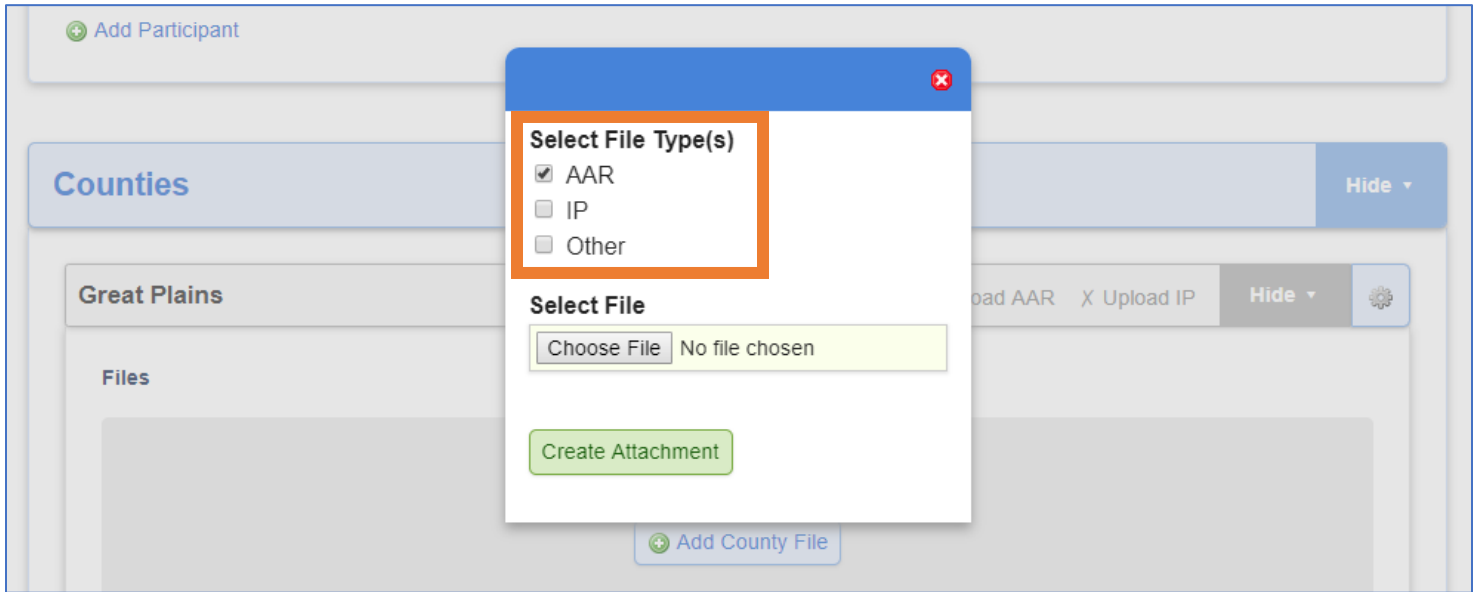 Add Participant
Select File Type(s)
AAR
Counties
Hide
IP
Other
Great Plains
Select File
AAR X Upload IP
Hide
Choose File No file chosen
Files
Create Attachment
Add County File